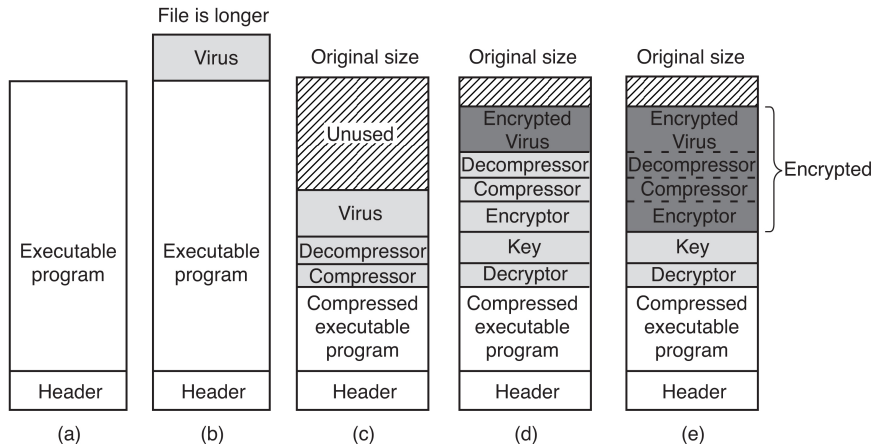 File is longer
Virus
Executable
program
Header
(a)
Executable
program
Header
(b)
Original size
Unused
Virus
Decompressor
Compressor
Compressed
executable
program
Header
(c)
Original size
Encrypted
Virus
Decompressor
Compressor
Encryptor
Key
Decryptor
Compressed
executable
program
Header
(d)
Original size
Encrypted
Virus
Decompressor
Compressor
Encryptor
Key
Decryptor
Compressed
executable
program
Header
(e)
Encrypted